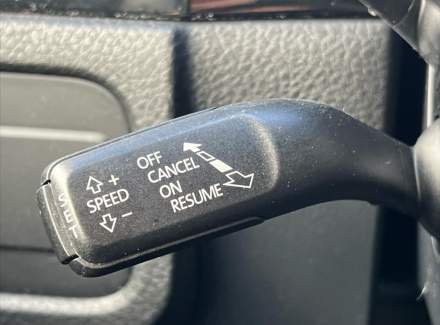 SET
+
SPEED
−
OFF
CANCEL
ON
RESUME